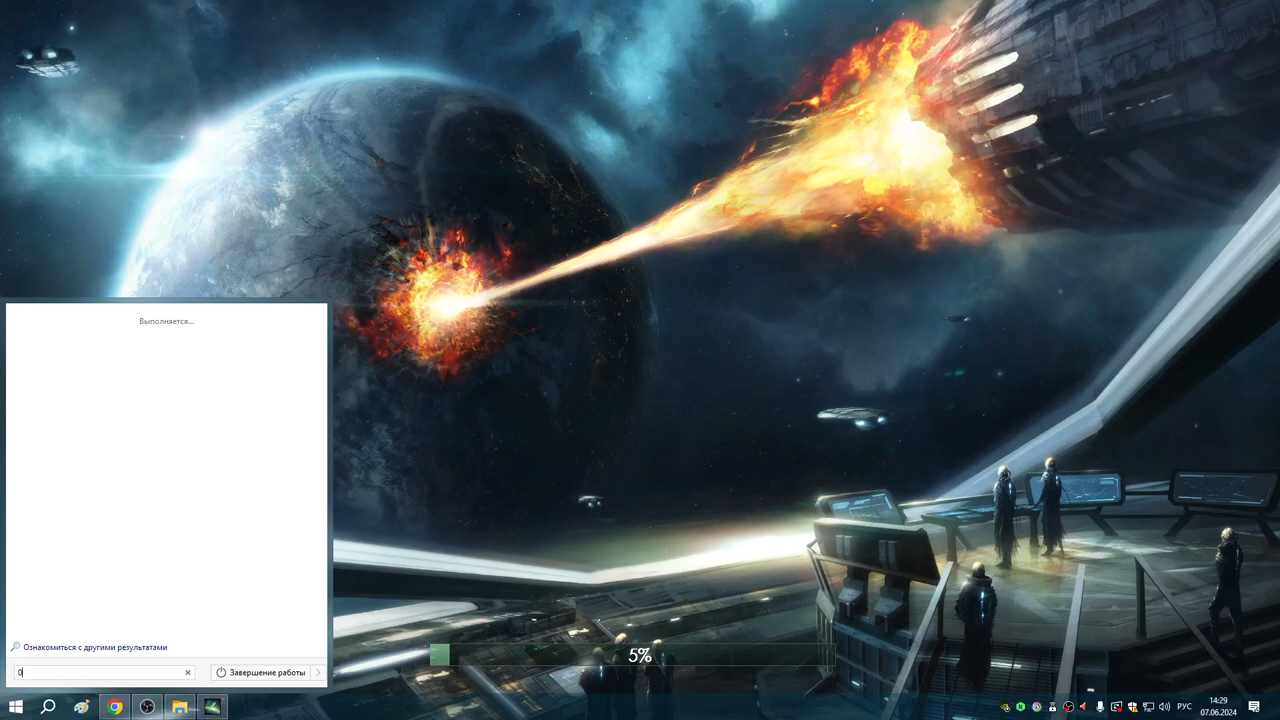 Выполняется...
Ознакомиться с другими результатами
0
Завершение работы
5%
РУС
14:29
07.06.2024